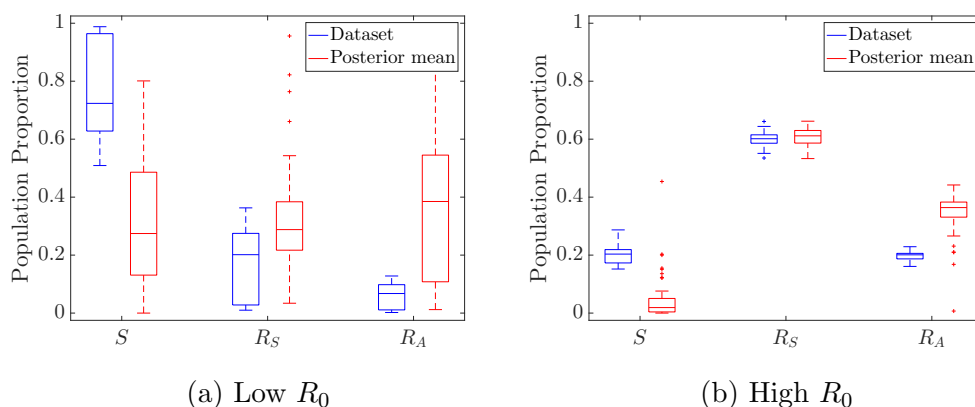 1
0.8
0.6
0.4
0.2
0
Population Proportion
Dataset
Posterior mean
S
R_S
R_A
(a) Low R_0
1
0.8
0.6
0.4
0.2
0
Population Proportion
Dataset
Posterior mean
S
R_S
R_A
(b) High R_0